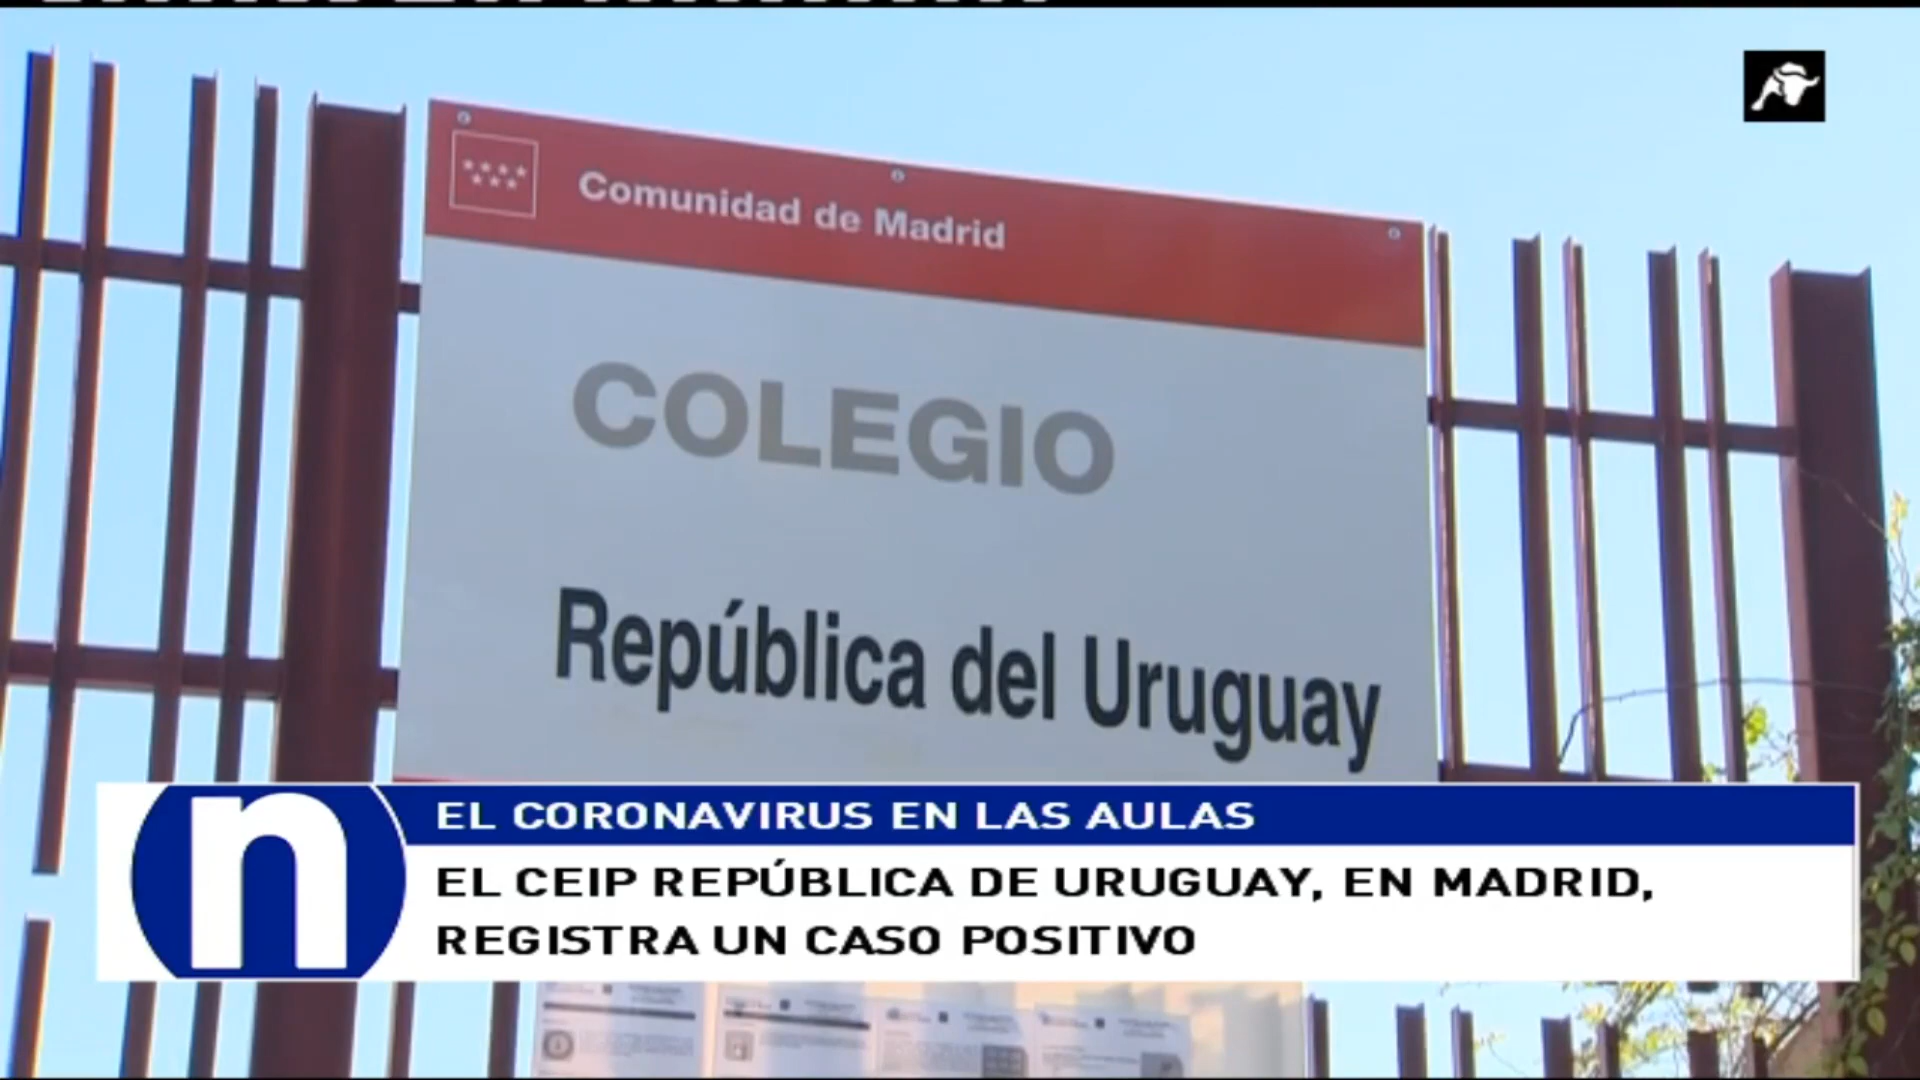 Comunidad de Madrid
COLEGIO
República del Uruguay
n
EL CORONAVIRUS EN LAS AULAS
EL CEIP REPÚBLICA DE URUGUAY, EN MADRID,
REGISTRA UN CASO POSITIVO